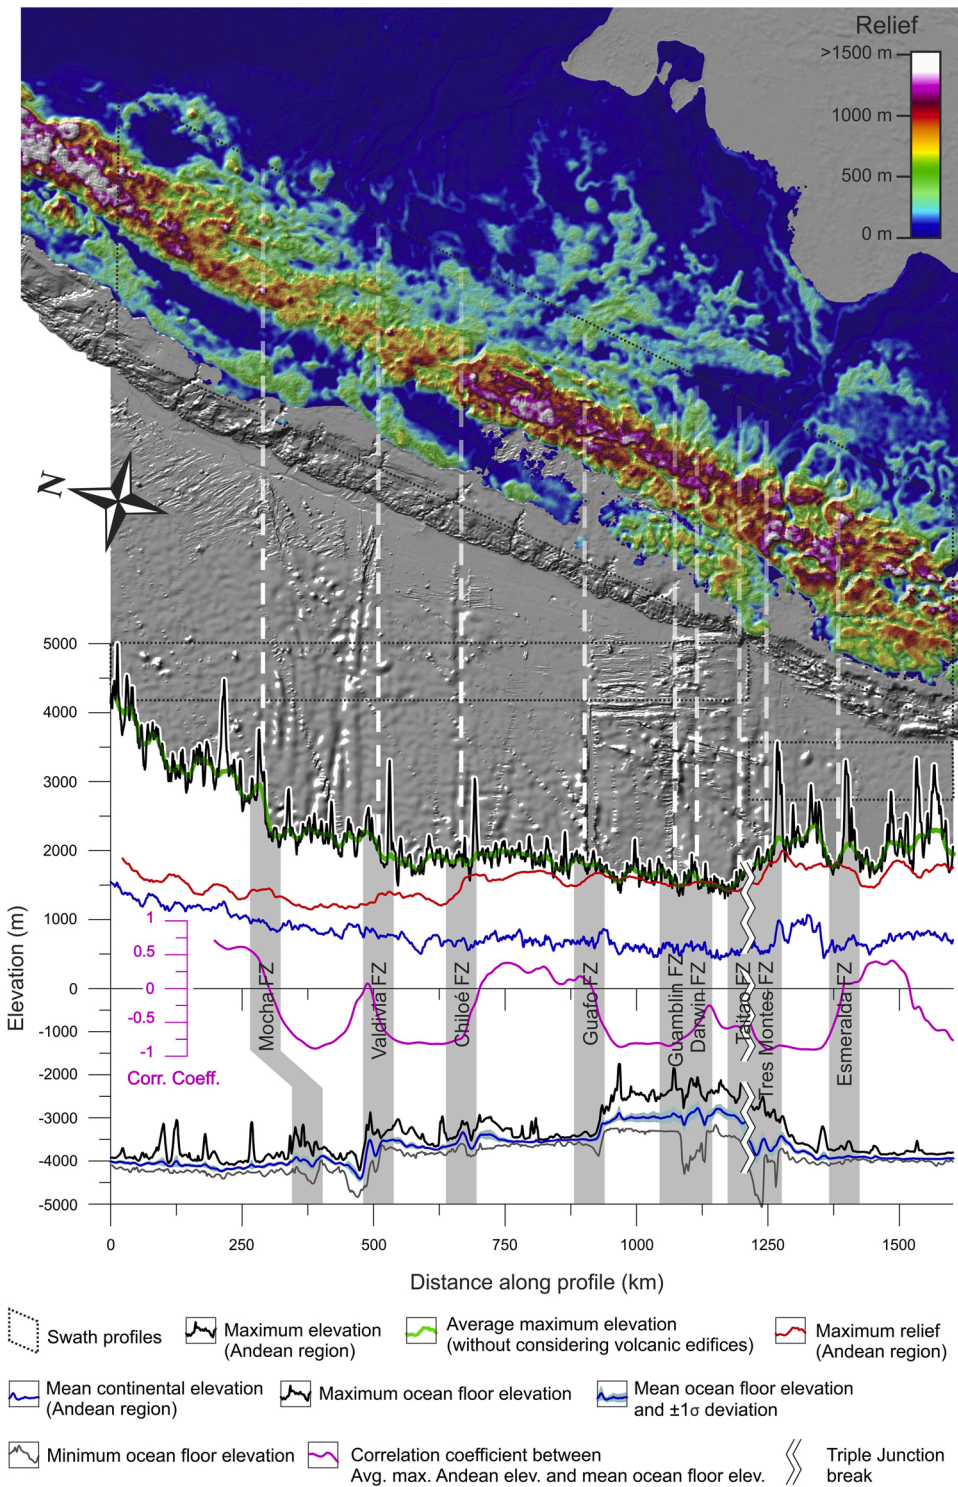 Relief
>1500 m
1000 m
500 m
0 m
N
5000
4000
3000
2000
1000
0
-1000
-2000
-3000
-4000
-5000
Elevation (m)
1
0.5
0
-0.5
-1
Corr. Coeff.
Mocha FZ
Valdivia FZ
Chiloé FZ
Guafo FZ
Guamblin FZ
Darwin FZ
Taitao FZ
Tres Montes FZ
Esmeralda FZ
0
250
500
750
1000
1250
1500
Distance along profile (km)
Swath profiles
Maximum elevation
(Andean region)
Average maximum elevation
(without considering volcanic edifices)
Maximum relief
(Andean region)
Mean continental elevation
(Andean region)
Maximum ocean floor elevation
Mean ocean floor elevation
and ±1σ deviation
Minimum ocean floor elevation
Correlation coefficient between
Avg. max. Andean elev. and mean ocean floor elev.
Triple Junction
break